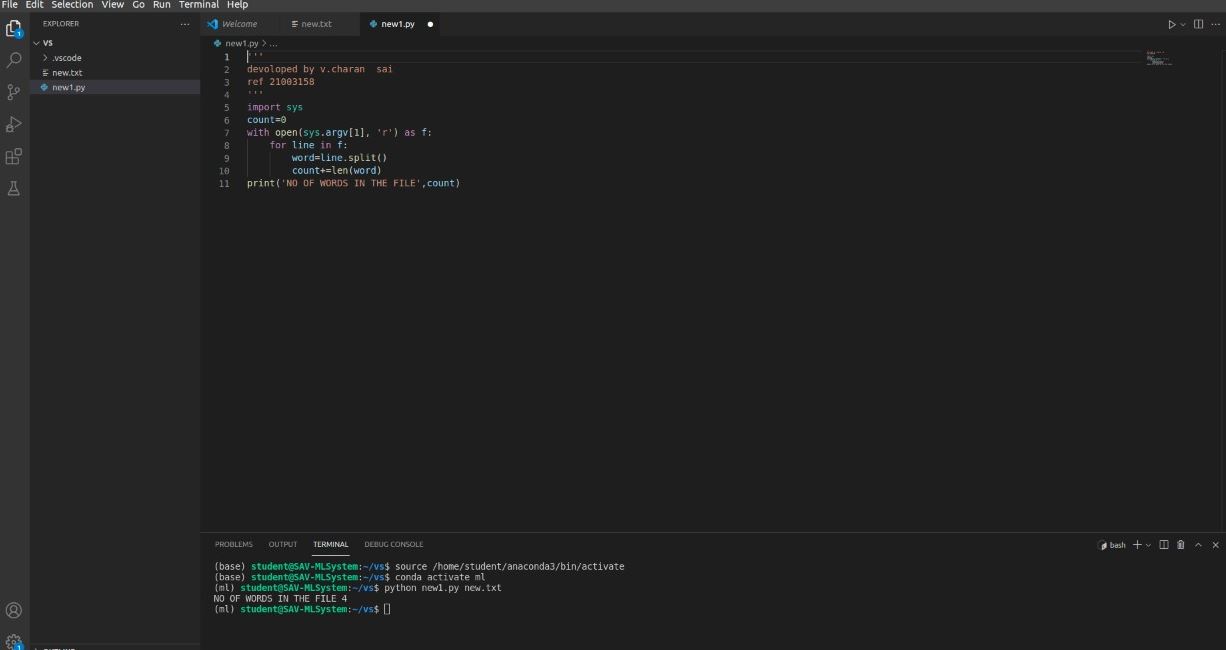 File Edit Selection View Go Run Terminal Help
EXPLORER ...
Welcome new.txt new1.py
VS
.vscode
new.txt
new1.py
new1.py > ...
1 '''
2 devoloped by v.charan  sai
3 ref 21003158
4 '''
5 import sys
6 count=0
7 with open(sys.argv[1], 'r') as f:
8     for line in f:
9         word=line.split()
10         count+=len(word)
11 print('NO OF WORDS IN THE FILE',count)
PROBLEMS OUTPUT TERMINAL DEBUG CONSOLE
bash
(base) student@SAV-MLSystem:~/vs$ source /home/student/anaconda3/bin/activate
(base) student@SAV-MLSystem:~/vs$ conda activate ml
(ml) student@SAV-MLSystem:~/vs$ python new1.py new.txt
NO OF WORDS IN THE FILE 4
(ml) student@SAV-MLSystem:~/vs$
1
1